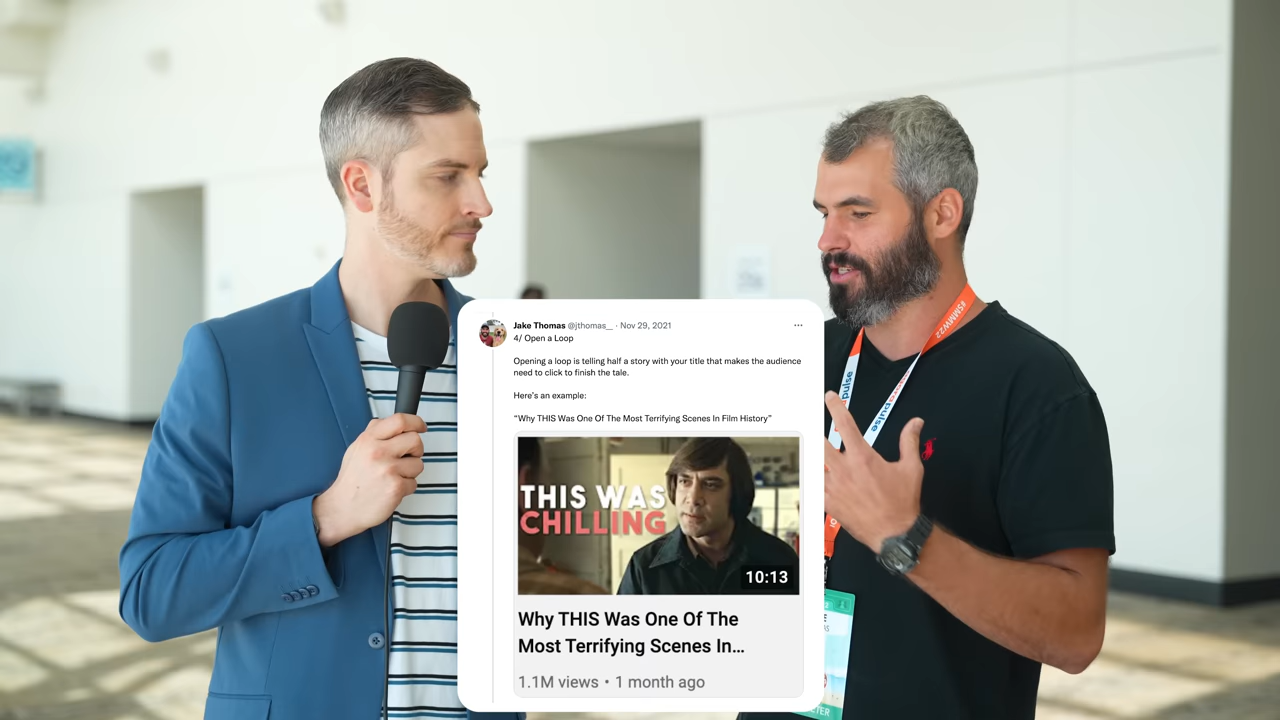 Jake Thomas @jthomas__ · Nov 29, 2021 ...
4/ Open a Loop
Opening a loop is telling half a story with your title that makes the audience
need to click to finish the tale.
Here's an example:
“Why THIS Was One Of The Most Terrifying Scenes In Film History”
THIS WAS
CHILLING
10:13
Why THIS Was One Of The
Most Terrifying Scenes In...
1.1M views • 1 month ago
#SMMW22
pulse